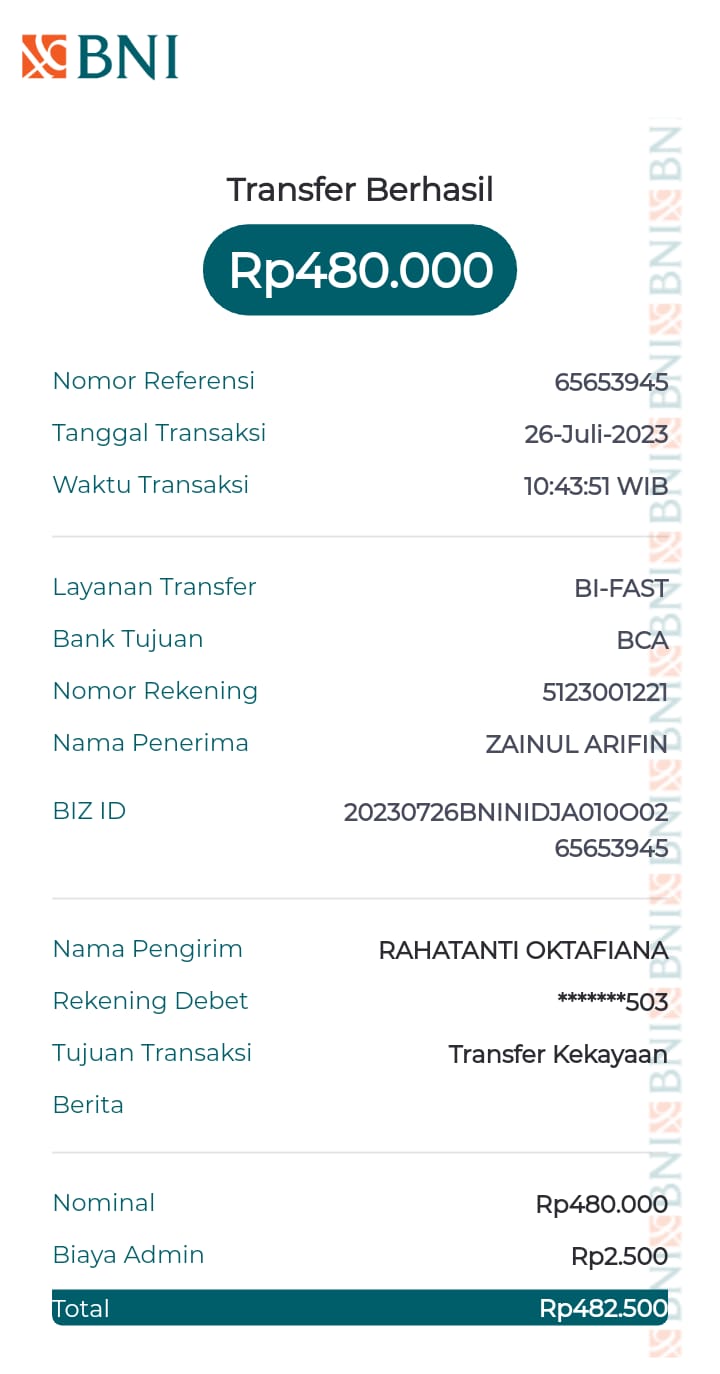 BNI
Transfer Berhasil
Rp480.000
Nomor Referensi 65653945
Tanggal Transaksi 26-Juli-2023
Waktu Transaksi 10:43:51 WIB
Layanan Transfer BI-FAST
Bank Tujuan BCA
Nomor Rekening 5123001221
Nama Penerima ZAINUL ARIFIN
BIZ ID 20230726BNINIDJA010O02
65653945
Nama Pengirim RAHATANTI OKTAFIANA
Rekening Debet *******503
Tujuan Transaksi Transfer Kekayaan
Berita
Nominal Rp480.000
Biaya Admin Rp2.500
Total Rp482.500
BNI BNI BNI BNI BNI BNI BNI BNI BNI BNI BN